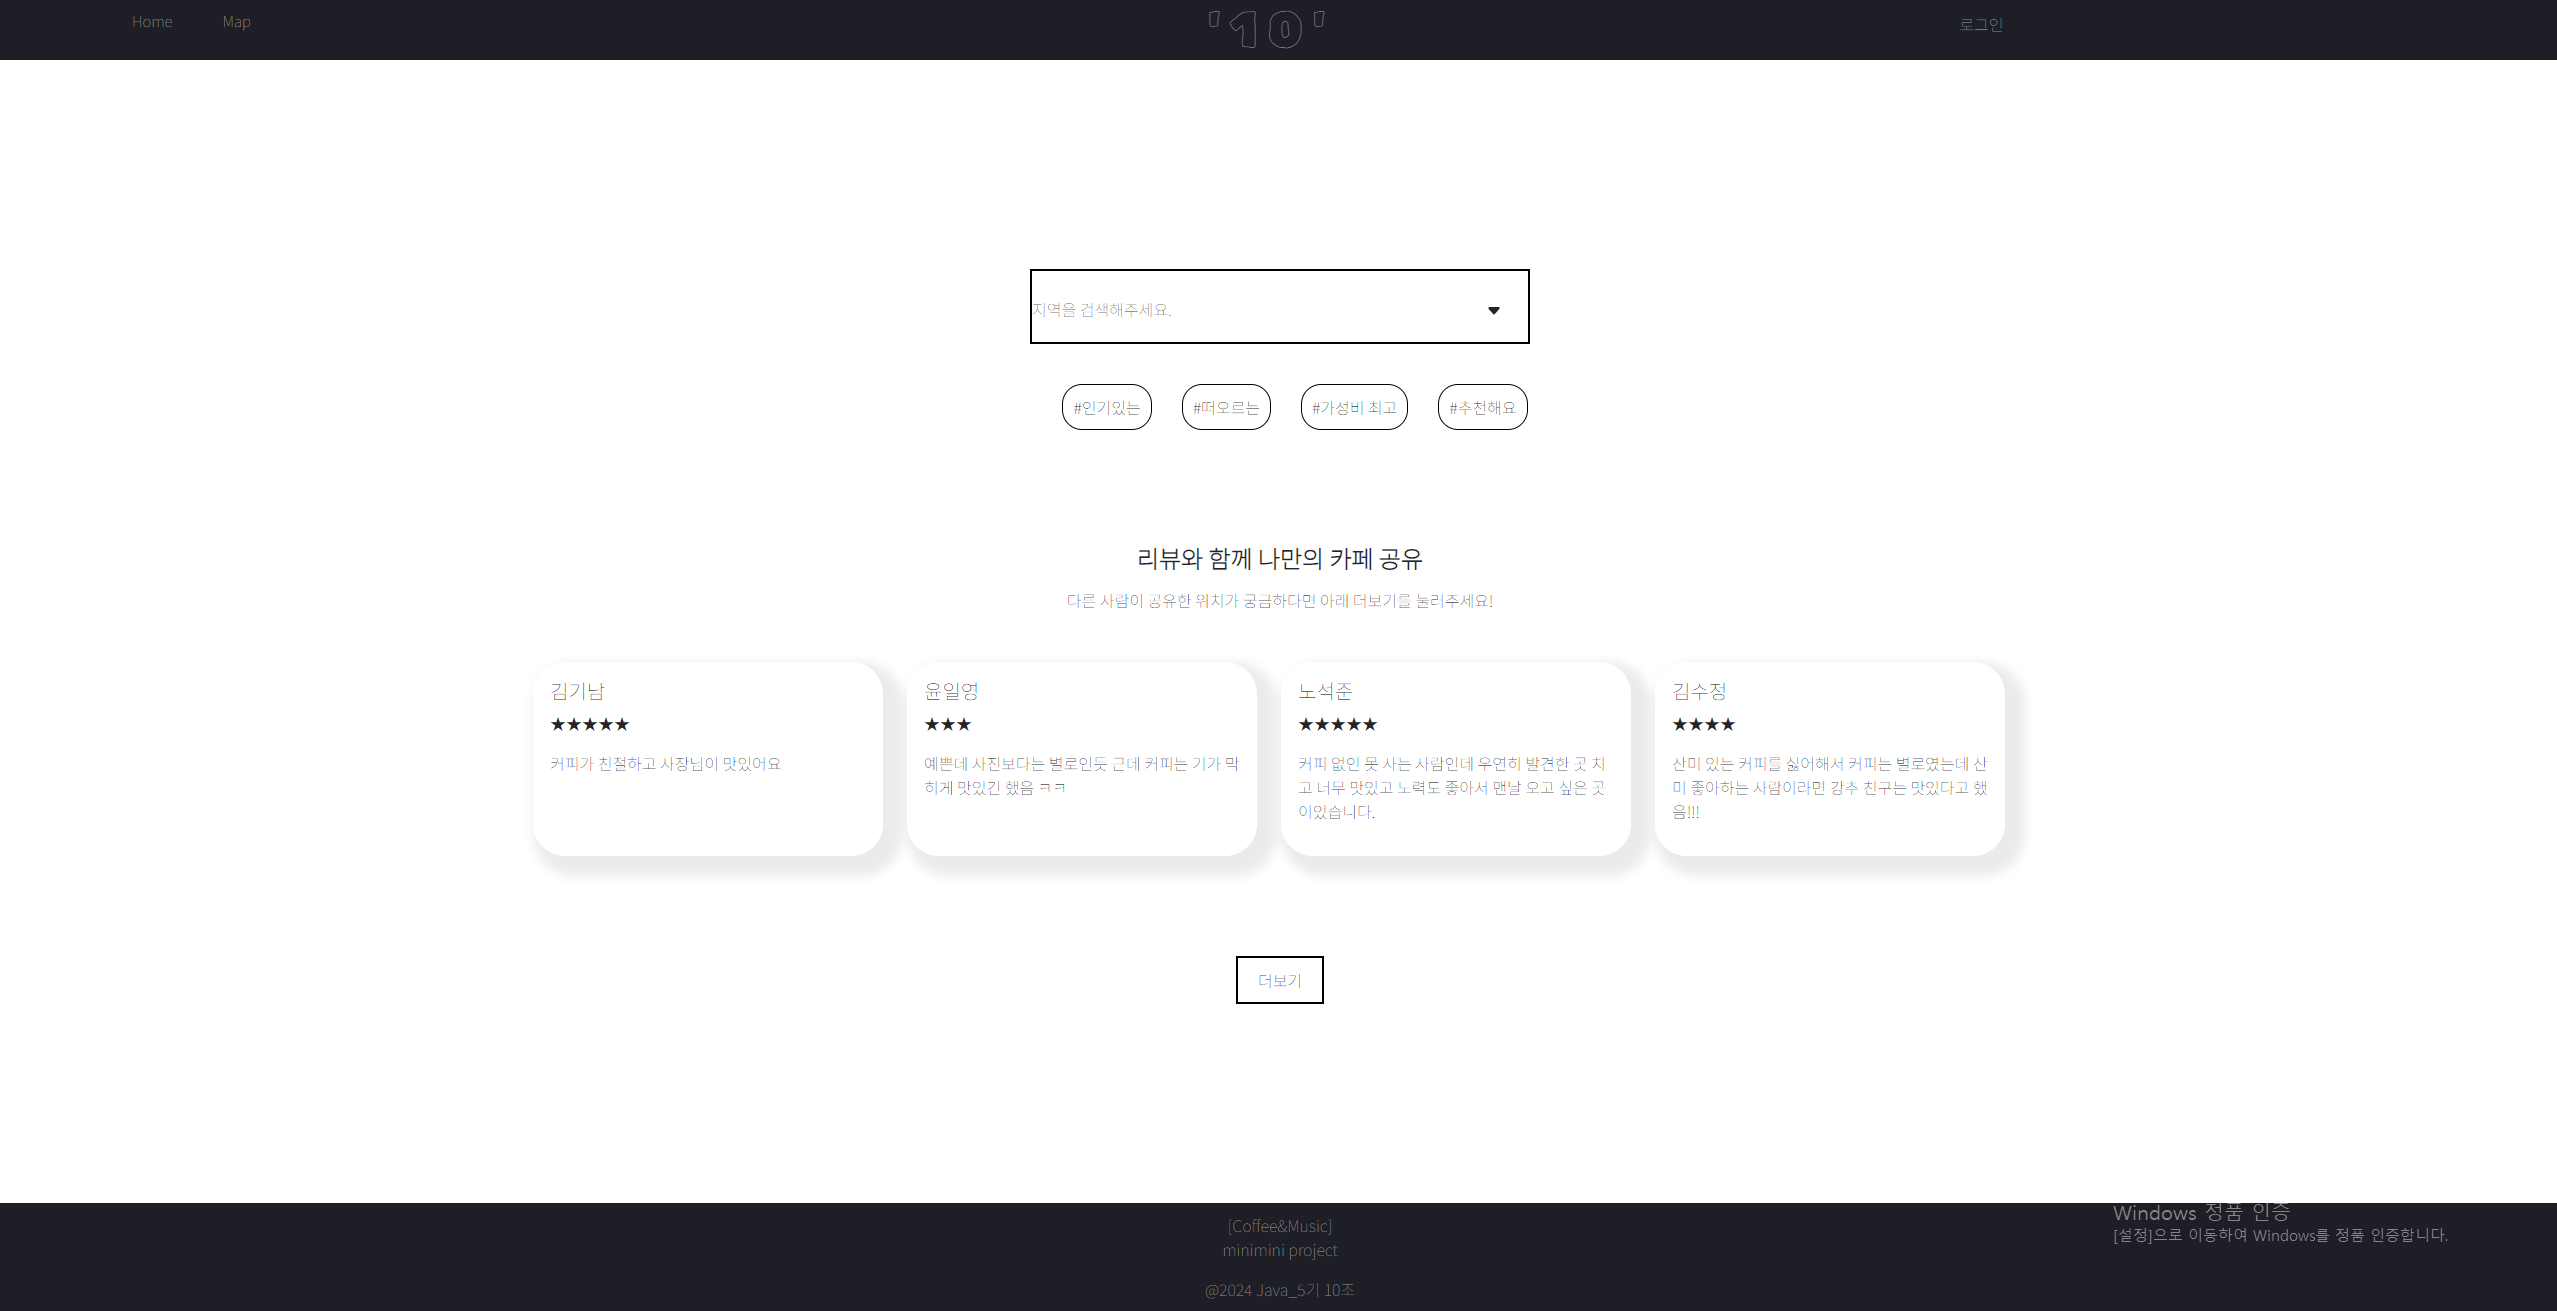 Home Map '10' 로그인
지역을 검색해주세요.
#인기있는 #떠오르는 #가성비 최고 #추천해요
리뷰와 함께 나만의 카페 공유
다른 사람이 공유한 위치가 궁금하다면 아래 더보기를 눌러주세요!
김기남
★★★★★
커피가 친절하고 사장님이 맛있어요
윤일영
★★★
예쁜데 사진보다는 별로인듯 근데 커피는 기가 막
히게 맛있긴 했음 ㅋㅋ
노석준
★★★★★
커피 없인 못 사는 사람인데 우연히 발견한 곳 치
고 너무 맛있고 노력도 좋아서 맨날 오고 싶은 곳
이었습니다.
김수정
★★★★
산미 있는 커피를 싫어해서 커피는 별로였는데 산
미 좋아하는 사람이라면 강추 친구는 맛있다고 했
음!!!
더보기
[Coffee&Music]
minimini project
@2024 Java_5기 10조
Windows 정품 인증
[설정]으로 이동하여 Windows를 정품 인증합니다.